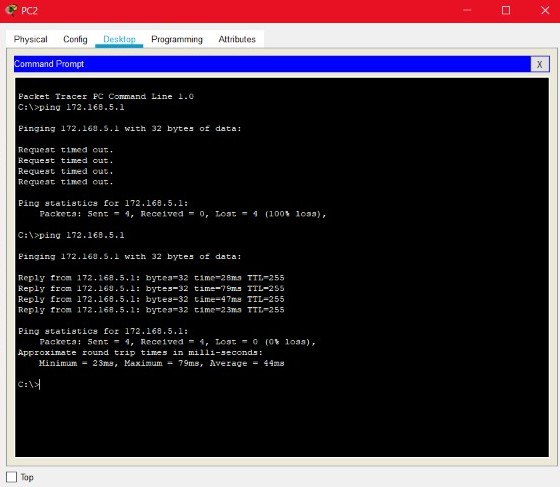 PC2
Physical Config Desktop Programming Attributes
Command Prompt
X
Packet Tracer PC Command Line 1.0
C:\>ping 172.168.5.1
Pinging 172.168.5.1 with 32 bytes of data:
Request timed out.
Request timed out.
Request timed out.
Request timed out.
Ping statistics for 172.168.5.1:
Packets: Sent = 4, Received = 0, Lost = 4 (100% loss),
C:\>ping 172.168.5.1
Pinging 172.168.5.1 with 32 bytes of data:
Reply from 172.168.5.1: bytes=32 time=28ms TTL=255
Reply from 172.168.5.1: bytes=32 time=79ms TTL=255
Reply from 172.168.5.1: bytes=32 time=47ms TTL=255
Reply from 172.168.5.1: bytes=32 time=23ms TTL=255
Ping statistics for 172.168.5.1:
Packets: Sent = 4, Received = 4, Lost = 0 (0% loss),
Approximate round trip times in milli-seconds:
Minimum = 23ms, Maximum = 79ms, Average = 44ms
C:\>
Top